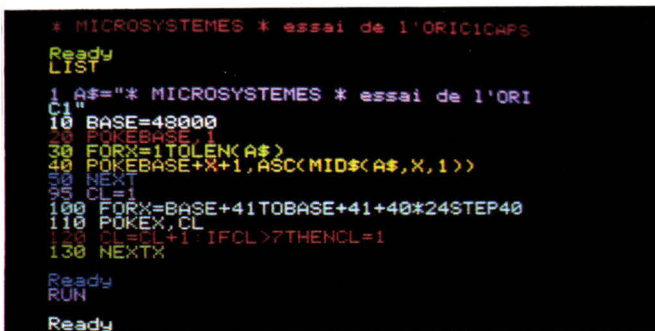 * MICROSYSTEMES * essai de l'ORIC1CAPS
Ready
LIST
1 A$="* MICROSYSTEMES * essai de l'ORI
C1"
10 BASE=48000
20 POKEBASE,1
30 FORX=1TOLEN(A$)
40 POKEBASE+X+1,ASC(MID$(A$,X,1))
50 NEXT
95 CL=1
100 FORX=BASE+41TOBASE+41+40*24STEP40
110 POKEX,CL
120 CL=CL+1:IFCL>7THENCL=1
130 NEXTX
Ready
RUN
Ready